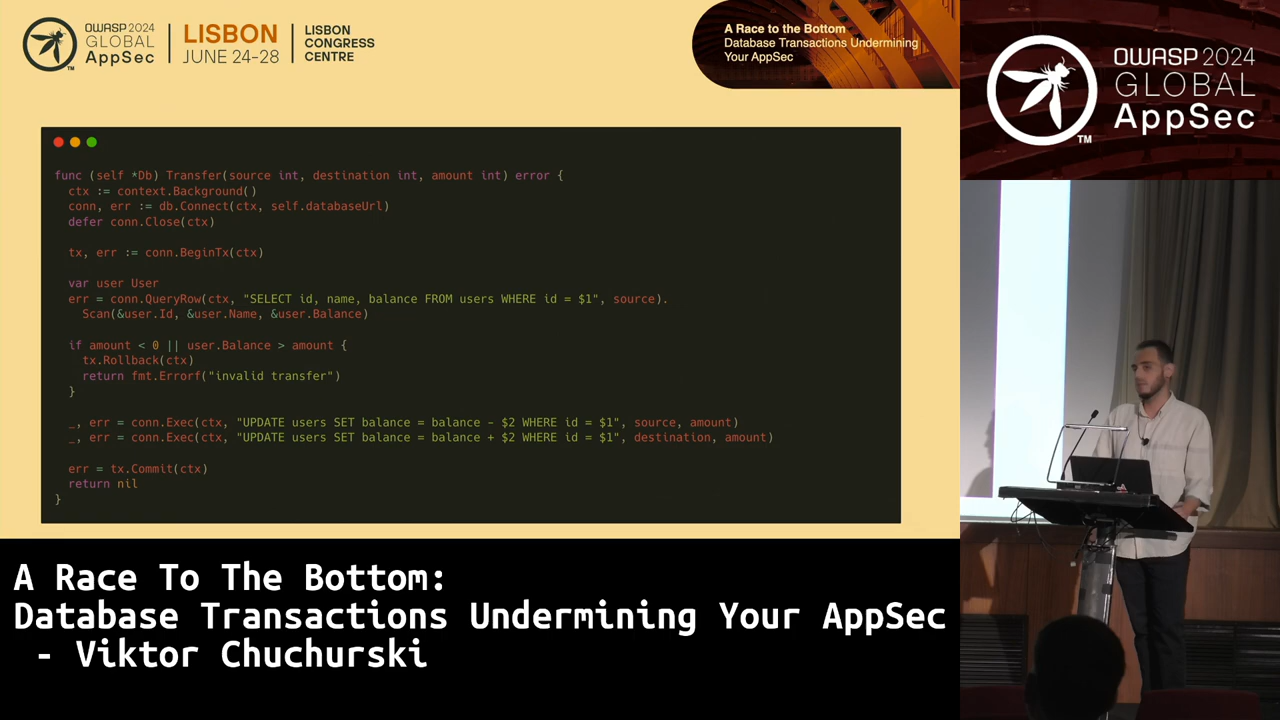 OWASP 2024
GLOBAL
AppSec
TM
LISBON
JUNE 24-28
LISBON
CONGRESS
CENTRE
A Race to the Bottom
Database Transactions Undermining
Your AppSec
func (self *Db) Transfer(source int, destination int, amount int) error {
ctx := context.Background()
conn, err := db.Connect(ctx, self.databaseUrl)
defer conn.Close(ctx)
tx, err := conn.BeginTx(ctx)
var user User
err = conn.QueryRow(ctx, "SELECT id, name, balance FROM users WHERE id = $1", source).
Scan(&user.Id, &user.Name, &user.Balance)
if amount < 0 || user.Balance > amount {
tx.Rollback(ctx)
return fmt.Errorf("invalid transfer")
}
_, err = conn.Exec(ctx, "UPDATE users SET balance = balance - $2 WHERE id = $1", source, amount)
_, err = conn.Exec(ctx, "UPDATE users SET balance = balance + $2 WHERE id = $1", destination, amount)
err = tx.Commit(ctx)
return nil
}
OWASP 2024
GLOBAL
AppSec
TM
A Race To The Bottom:
Database Transactions Undermining Your AppSec
- Viktor Chuchurski